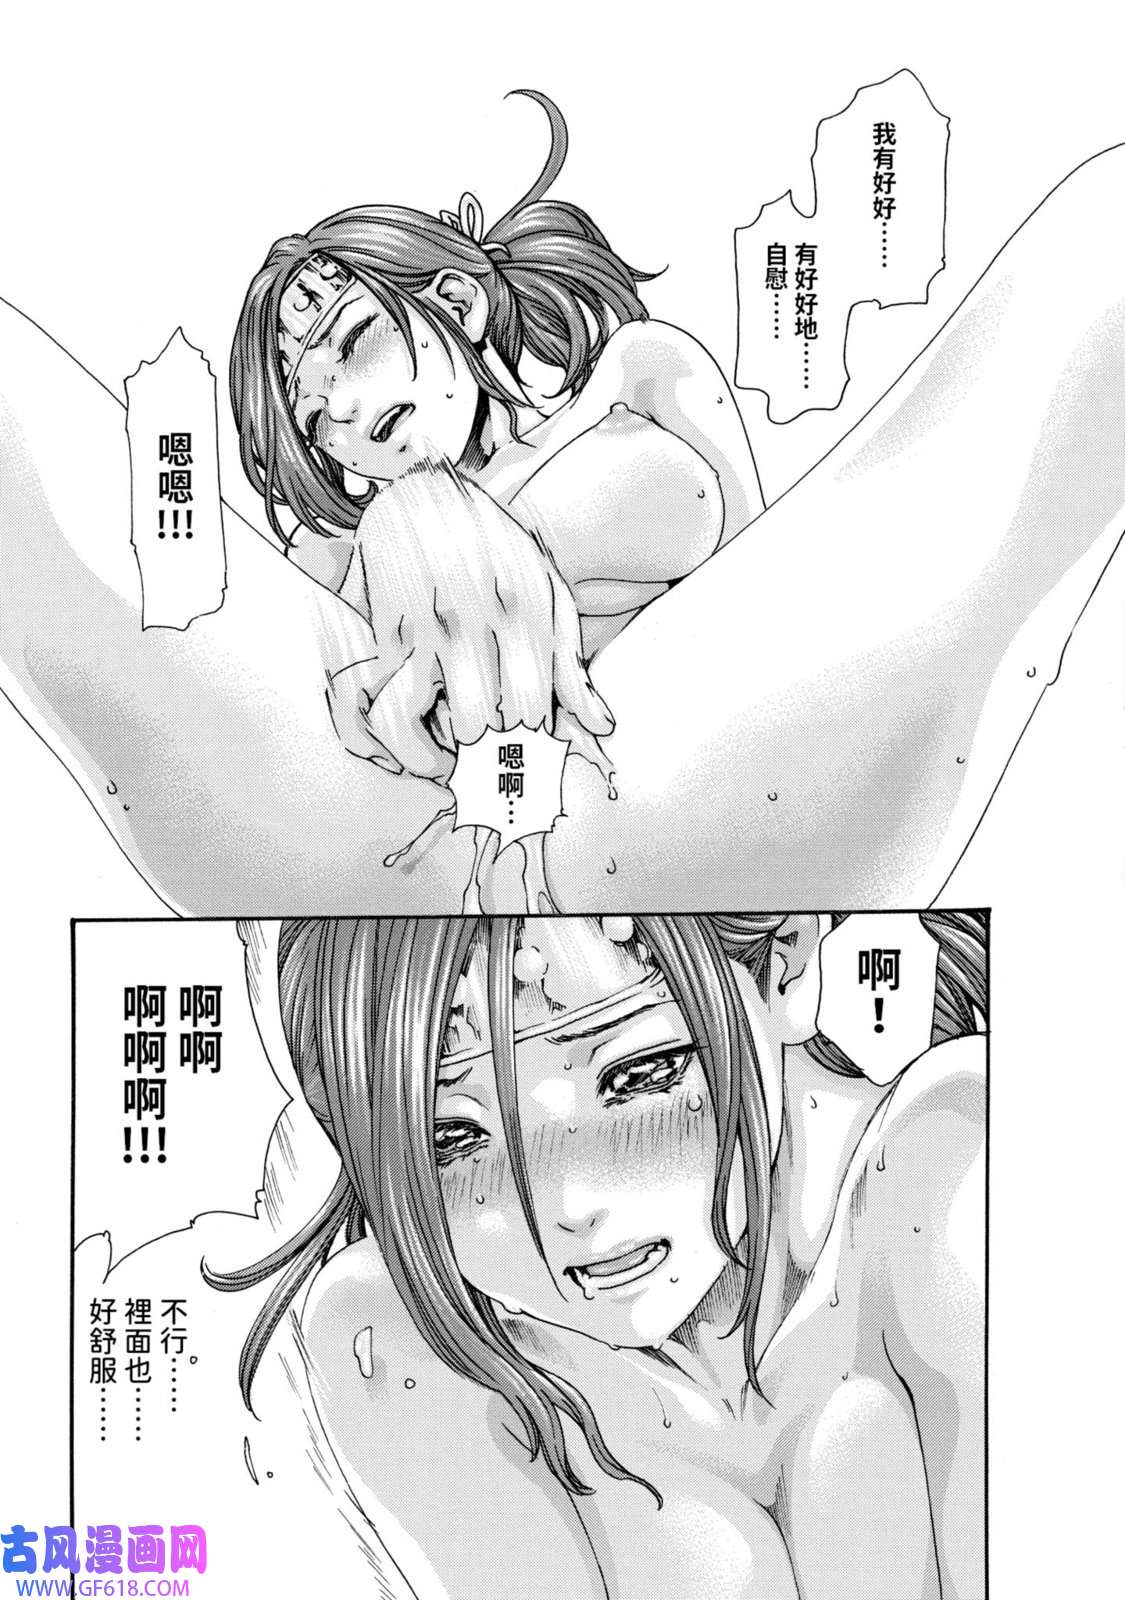 我有好好……
有好好地……
自慰……
嗯嗯!!!
嗯啊…
啊!
啊啊
啊啊啊!!!
不行……。
裡面也……
好舒服……
古风漫画网
WWW.GF618.COM